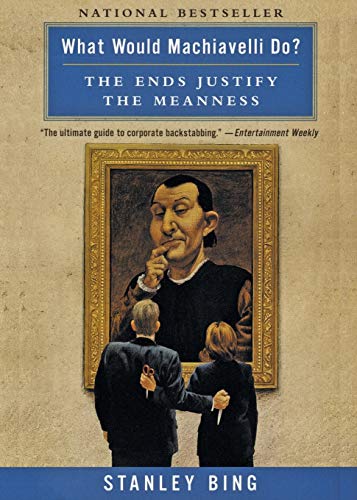 NATIONAL BESTSELLER
What Would Machiavelli Do?
THE ENDS JUSTIFY
THE MEANNESS
"The ultimate guide to corporate backstabbing." —Entertainment Weekly
STANLEY BING